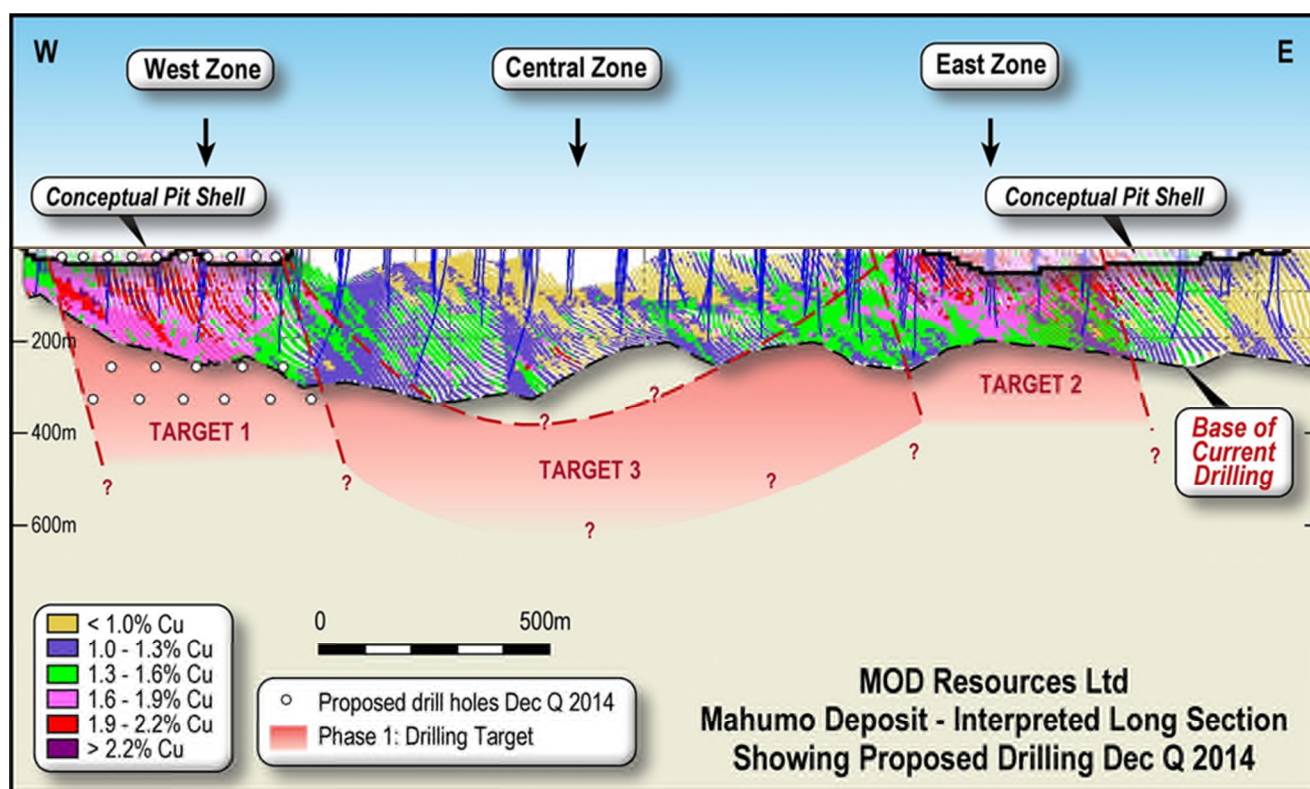 W
E
West Zone
Central Zone
East Zone
Conceptual Pit Shell
Conceptual Pit Shell
200m
400m
600m
TARGET 1
TARGET 2
TARGET 3
?
?
?
?
?
?
?
?
Base of
Current
Drilling
< 1.0% Cu
1.0 - 1.3% Cu
1.3 - 1.6% Cu
1.6 - 1.9% Cu
1.9 - 2.2% Cu
> 2.2% Cu
0
500m
Proposed drill holes Dec Q 2014
Phase 1: Drilling Target
MOD Resources Ltd
Mahumo Deposit - Interpreted Long Section
Showing Proposed Drilling Dec Q 2014